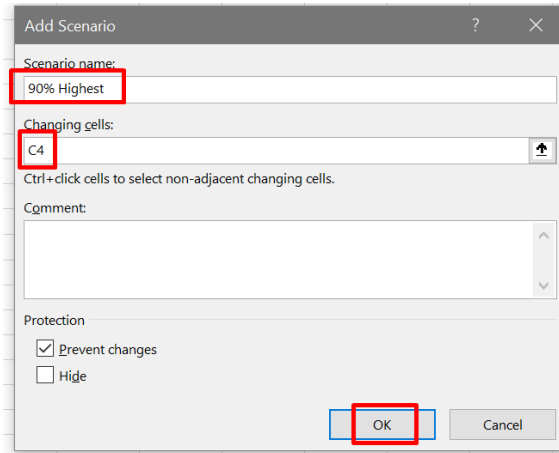 Add Scenario ?
Scenario name:
90% Highest
Changing cells:
C4
Ctrl+click cells to select non-adjacent changing cells.
Comment:
Protection
Prevent changes
Hide
OK Cancel